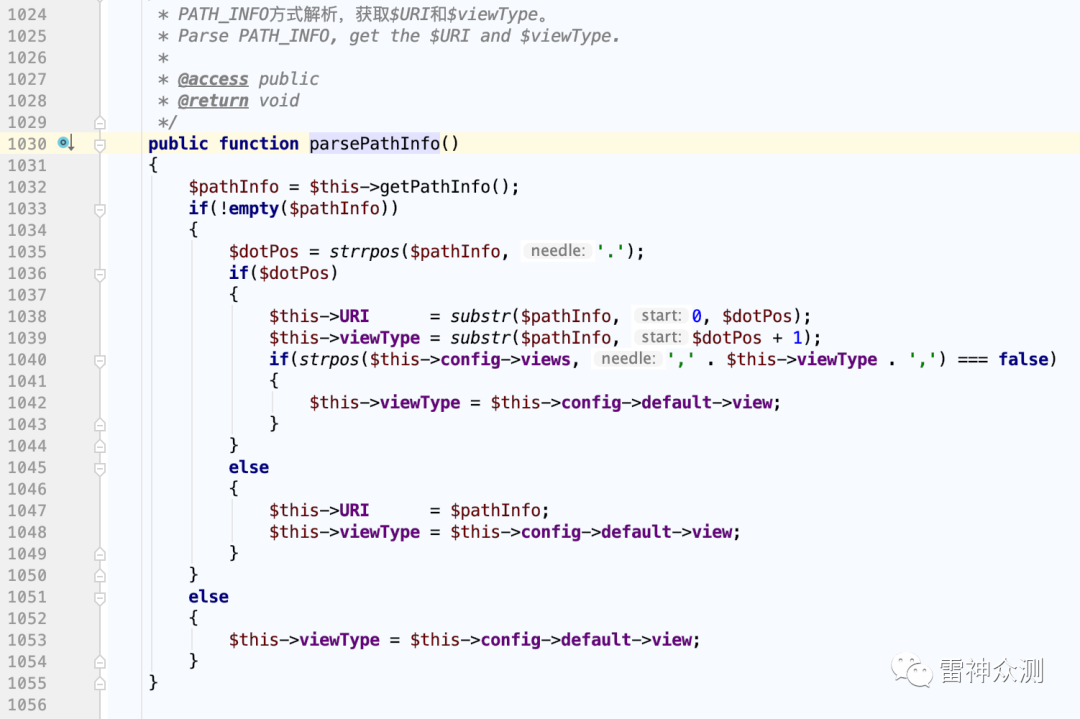 1024 * PATH_INFO方式解析，获取$URI和$viewType。
1025 * Parse PATH_INFO, get the $URI and $viewType.
1026 *
1027 * @access public
1028 * @return void
1029 */
1030 public function parsePathInfo()
1031 {
1032 $pathInfo = $this->getPathInfo();
1033 if(!empty($pathInfo))
1034 {
1035 $dotPos = strrpos($pathInfo, needle: '.');
1036 if($dotPos)
1037 {
1038 $this->URI = substr($pathInfo, start: 0, $dotPos);
1039 $this->viewType = substr($pathInfo, start: $dotPos + 1);
1040 if(strpos($this->config->views, needle: ',' . $this->viewType . ',') === false)
1041 {
1042 $this->viewType = $this->config->default->view;
1043 }
1044 }
1045 else
1046 {
1047 $this->URI = $pathInfo;
1048 $this->viewType = $this->config->default->view;
1049 }
1050 }
1051 else
1052 {
1053 $this->viewType = $this->config->default->view;
1054 }
1055 }
1056
雷神众测